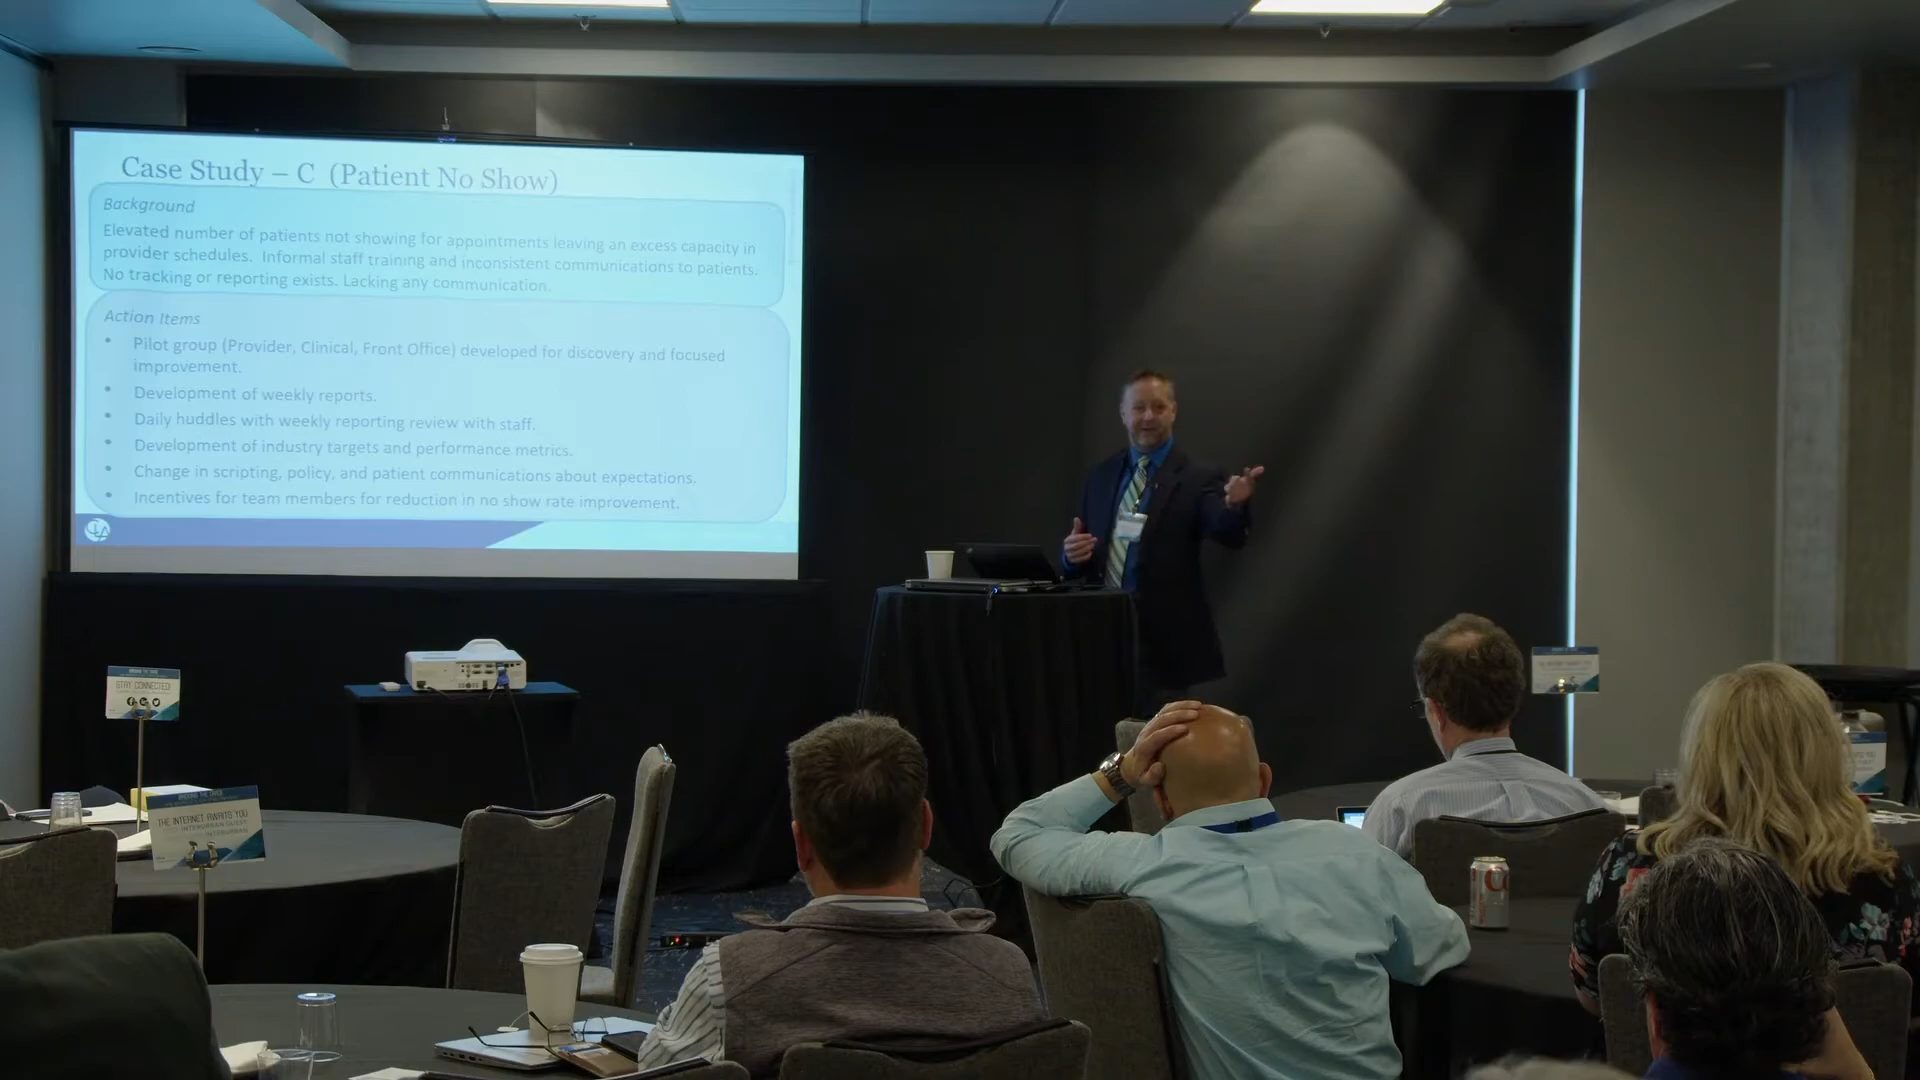 Case Study – C (Patient No Show)
Background
Elevated number of patients not showing for appointments leaving an excess capacity in
provider schedules. Informal staff training and inconsistent communications to patients.
No tracking or reporting exists. Lacking any communication.
Action Items
• Pilot group (Provider, Clinical, Front Office) developed for discovery and focused
improvement.
• Development of weekly reports.
• Daily huddles with weekly reporting review with staff.
• Development of industry targets and performance metrics.
• Change in scripting, policy, and patient communications about expectations.
• Incentives for team members for reduction in no show rate improvement.
STAY CONNECTED!
THE INTERNET AWAITS YOU